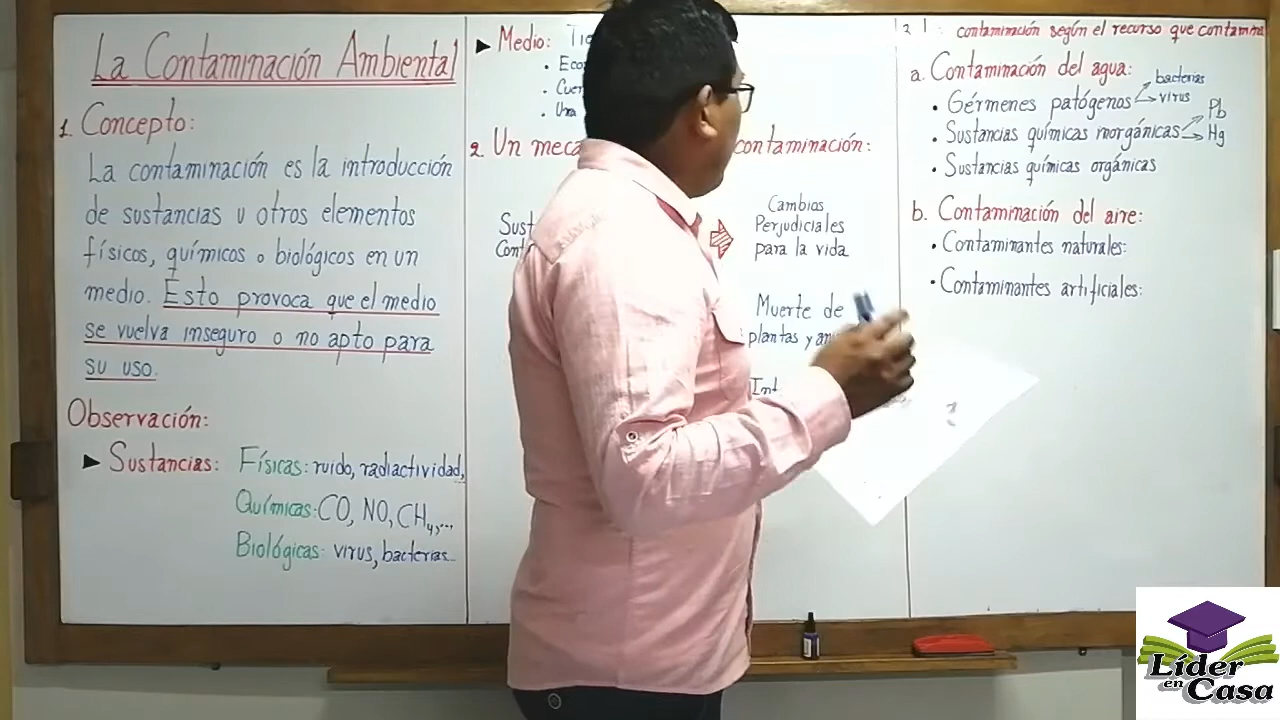 La Contaminación Ambiental
1. Concepto:
La contaminación es la introducción
de sustancias u otros elementos
físicos, químicos o biológicos en un
medio. Esto provoca que el medio
se vuelva inseguro o no apto para
su uso.
Observación:
► Sustancias: Físicas: ruido, radiactividad,
Químicas: CO, NO, CH4,...
Biológicas: virus, bacterias...
► Medio:
2. Un contaminación:
Cambios
Perjudiciales
para la vida
Muerte de
plantas y
contaminación según el recurso que contamina
a. Contaminación del agua:
• Gérmenes patógenos bacterias
virus
• Sustancias químicas inorgánicas Pb
Hg
• Sustancias químicas orgánicas
b. Contaminación del aire:
• Contaminantes naturales:
• Contaminantes artificiales:
Líder
en Casa